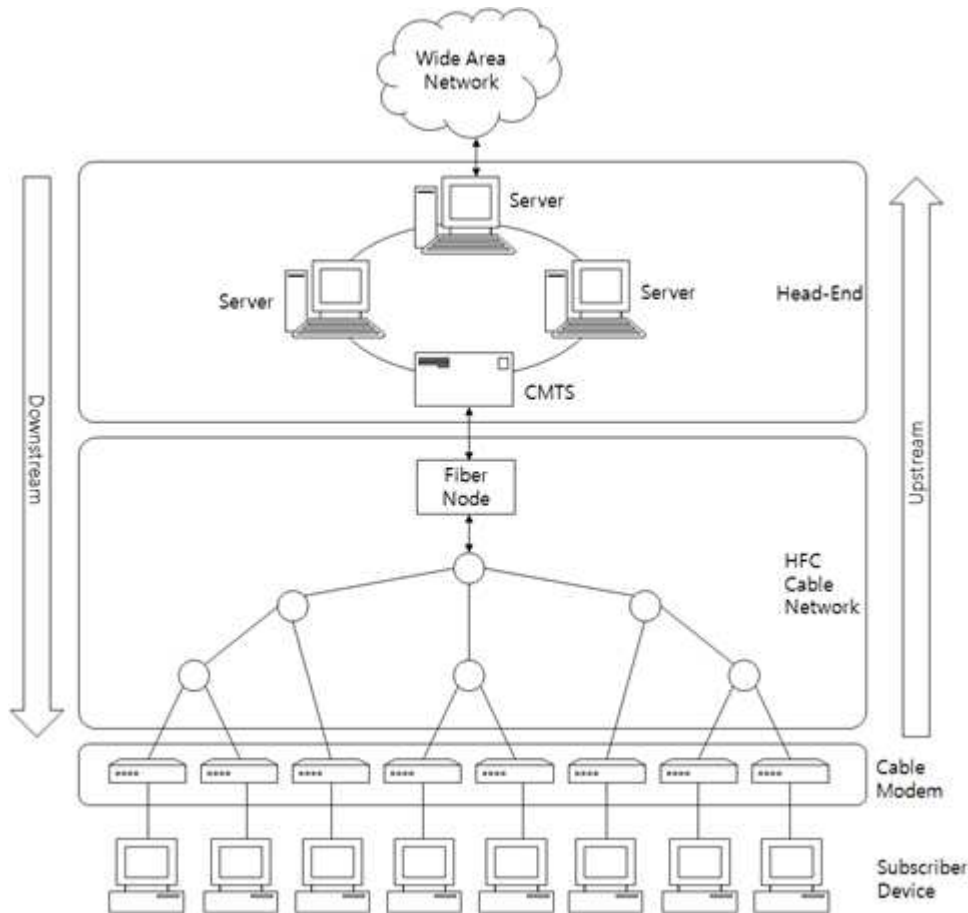 Wide Area
Network
Server
Server
Server
Head-End
CMTS
Downstream
Upstream
Fiber
Node
HFC
Cable
Network
Cable
Modem
Subscriber
Device